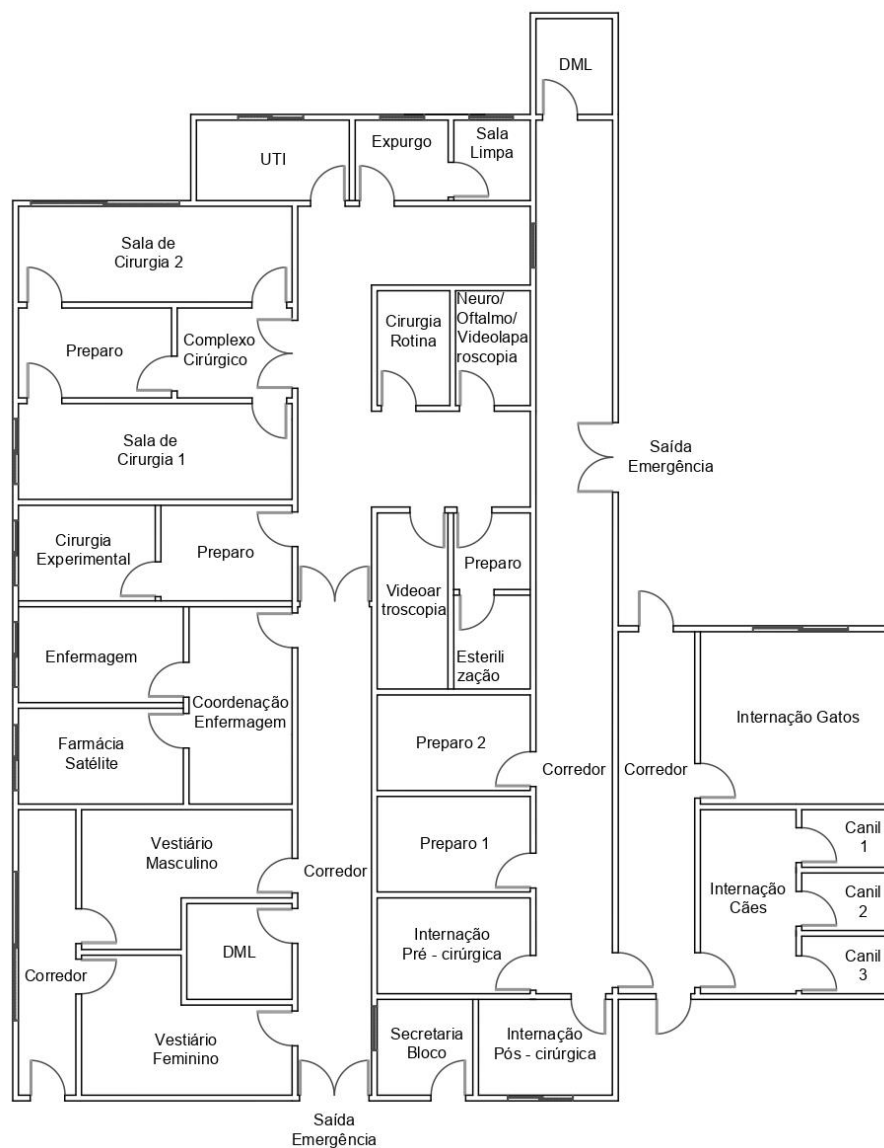 DML
UTI
Expurgo
Sala
Limpa
Sala de
Cirurgia 2
Preparo
Complexo
Cirúrgico
Cirurgia
Rotina
Neuro/
Oftalmo/
Videolapa
roscopia
Sala de
Cirurgia 1
Saída
Emergência
Cirurgia
Experimental
Preparo
Videoar
troscopia
Preparo
Enfermagem
Coordenação
Enfermagem
Esterili
zação
Farmácia
Satélite
Preparo 2
Corredor
Corredor
Internação Gatos
Vestiário
Masculino
Corredor
Preparo 1
Canil
1
Internação
Cães
Canil
2
Canil
3
DML
Internação
Pré - cirúrgica
Corredor
Vestiário
Feminino
Secretaria
Bloco
Internação
Pós - cirúrgica
Saída
Emergência